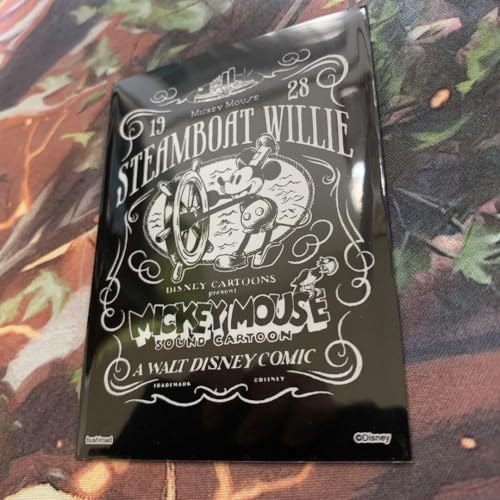 MICKEY MOUSE
19 28
STEAMBOAT WILLIE
DISNEY CARTOONS
present
MICKEY MOUSE
SOUND CARTOON
A WALT DISNEY COMIC
TRADEMARK ©DISNEY
bushiroad ©Disney